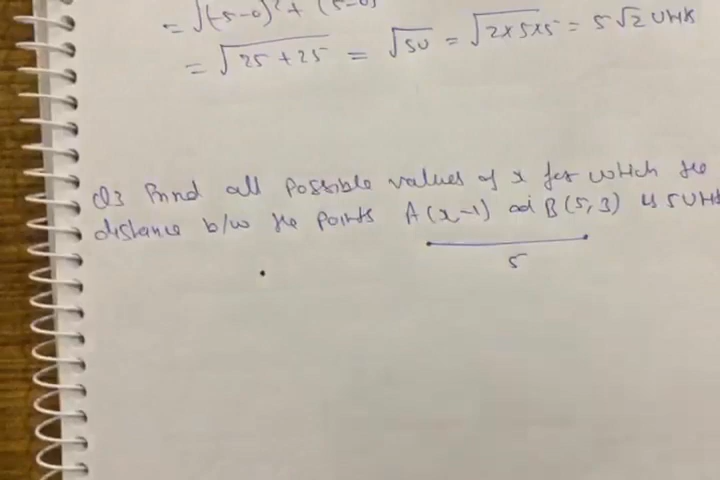 = √(-5-0)² + (5-0)
= √25+25 = √50 = √2×5×5 = 5√2 units
Q3 Find all possible values of x for which the
distance b/w the points A(x-1) and B(5,3) is 5 units
5